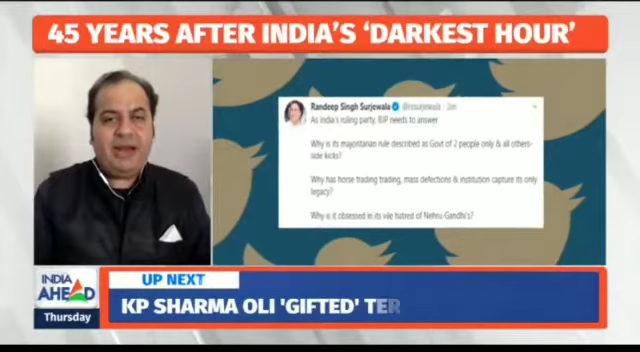 45 YEARS AFTER INDIA'S 'DARKEST HOUR'
Randeep Singh Surjewala @rssurjewala · 2m
As India's ruling party, BJP needs to answer
Why is its majoritarian rule described as Govt of 2 people only & all others-
side kicks?
Why has horse trading trading, mass defections & institution capture its only
legacy?
Why is it obsessed in its vile hatred of Nehru-Gandhi's?
INDIA
AHEAD
Thursday
UP NEXT
KP SHARMA OLI 'GIFTED' TER